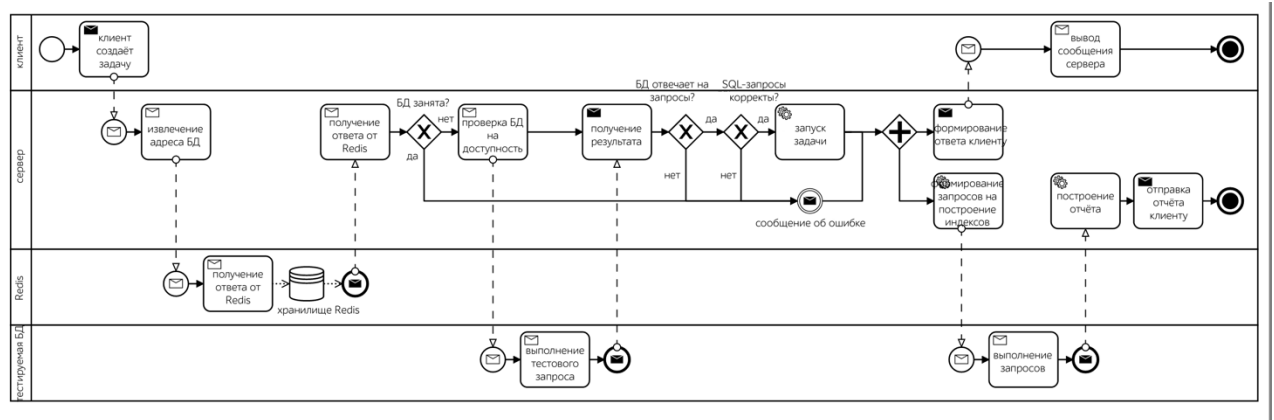 клиент
клиент
создаёт
задачу
вывод
сообщения
сервера
сервер
извлечение
адреса БД
получение
ответа от
Redis
БД занята?
нет
да
проверка БД
на
доступность
получение
результата
БД отвечает на
запросы?
да
нет
SQL-запросы
корректы?
да
нет
запуск
задачи
сообщение об ошибке
формирование
ответа клиенту
формирование
запросов на
построение
индексов
построение
отчёта
отправка
отчёта
клиенту
Redis
получение
ответа от
Redis
хранилище Redis
тестируемая БД
выполнение
тестового
запроса
выполнение
запросов